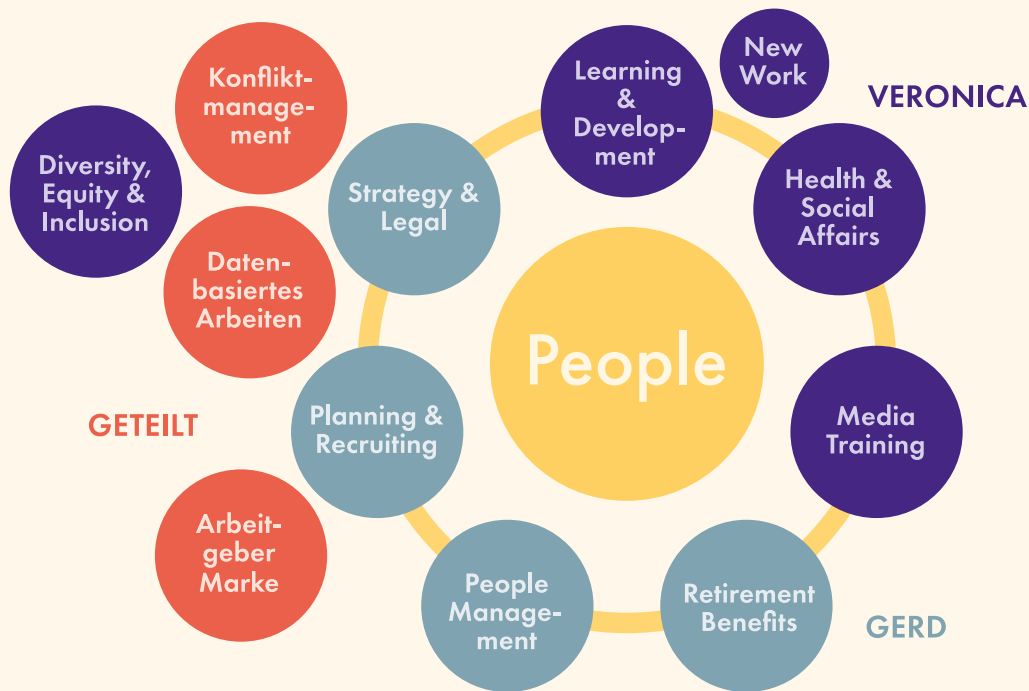 Konflikt-
manage-
ment
Learning
&
Develop-
ment
New
Work
VERONICA
Diversity,
Equity &
Inclusion
Strategy &
Legal
Health &
Social
Affairs
Daten-
basiertes
Arbeiten
People
GETEILT
Planning &
Recruiting
Media
Training
Arbeit-
geber
Marke
People
Manage-
ment
Retirement
Benefits
GERD